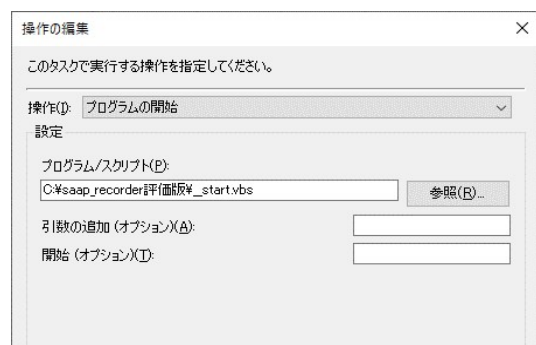 操作の編集
このタスクで実行する操作を指定してください。
操作(I): プログラムの開始
設定
プログラム/スクリプト(P):
C:¥saap_recorder評価版¥_start.vbs 参照(R)...
引数の追加 (オプション)(A):
開始 (オプション)(T):